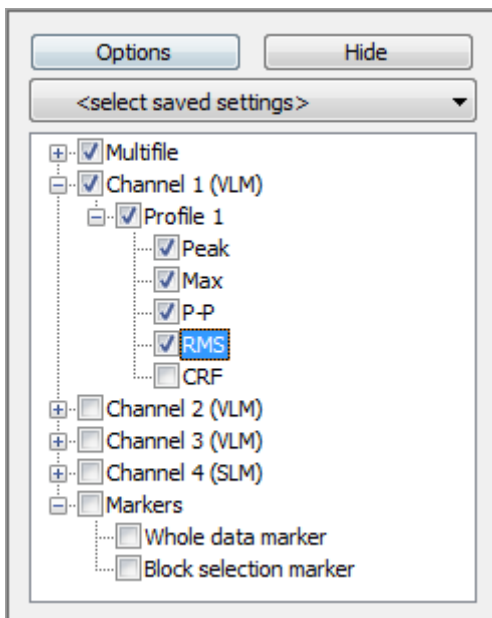 Options Hide
<select saved settings>
Multifile
Channel 1 (VLM)
Profile 1
Peak
Max
P-P
RMS
CRF
Channel 2 (VLM)
Channel 3 (VLM)
Channel 4 (SLM)
Markers
Whole data marker
Block selection marker